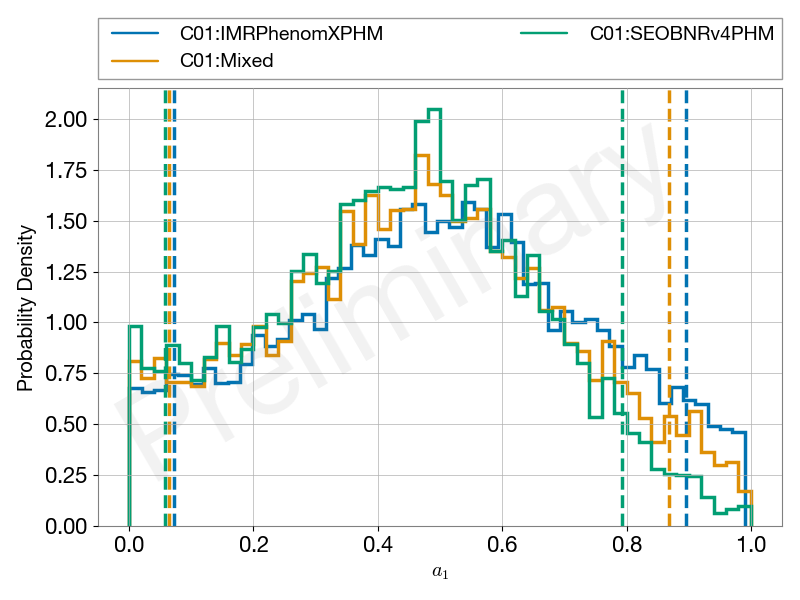 C01:IMRPhenomXPHM
C01:Mixed
C01:SEOBNRv4PHM
2.00
1.75
1.50
1.25
1.00
0.75
0.50
0.25
0.00
Probability Density
Preliminary
0.0 0.2 0.4 0.6 0.8 1.0
a₁